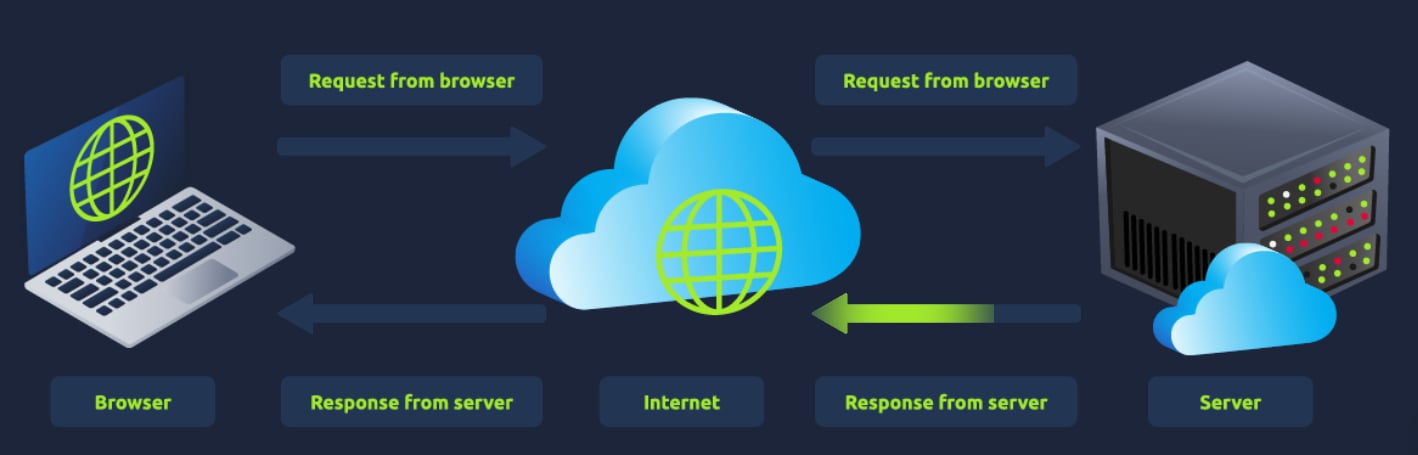 Request from browser
Request from browser
Browser
Response from server
Internet
Response from server
Server